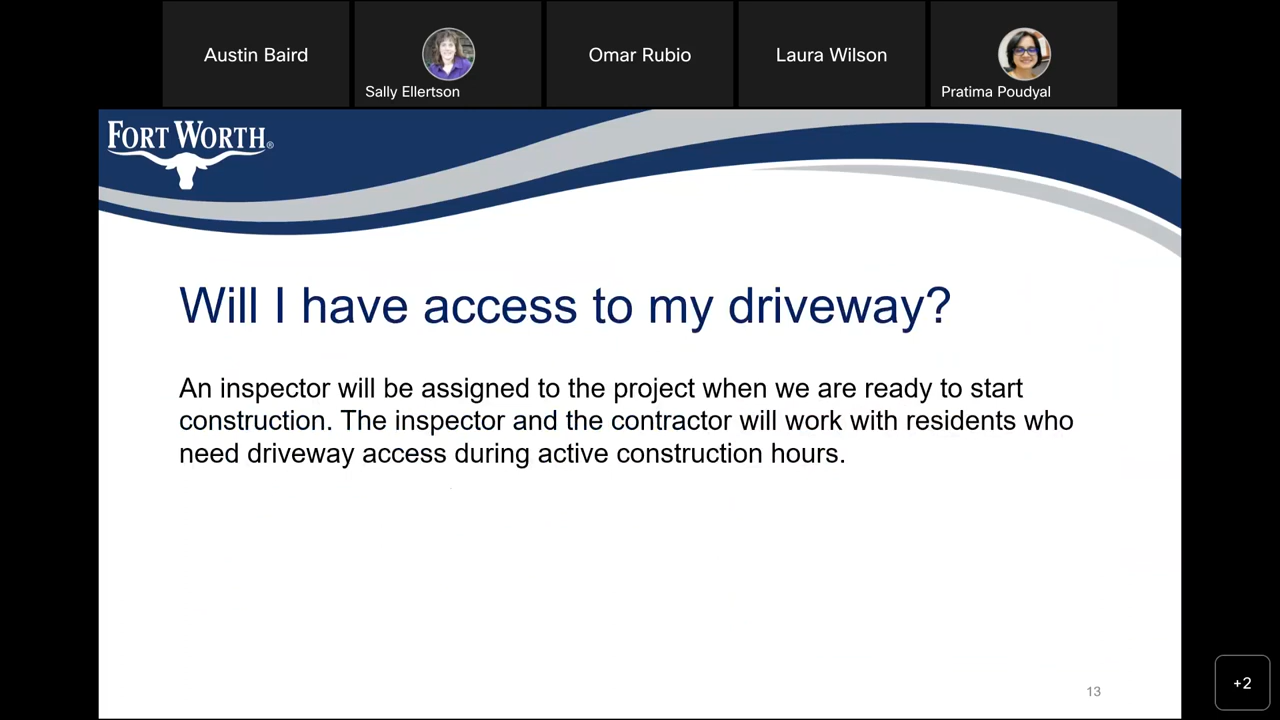 Austin Baird
Sally Ellertson
Omar Rubio
Laura Wilson
Pratima Poudyal
FORT WORTH®
Will I have access to my driveway?
An inspector will be assigned to the project when we are ready to start
construction. The inspector and the contractor will work with residents who
need driveway access during active construction hours.
13
+2